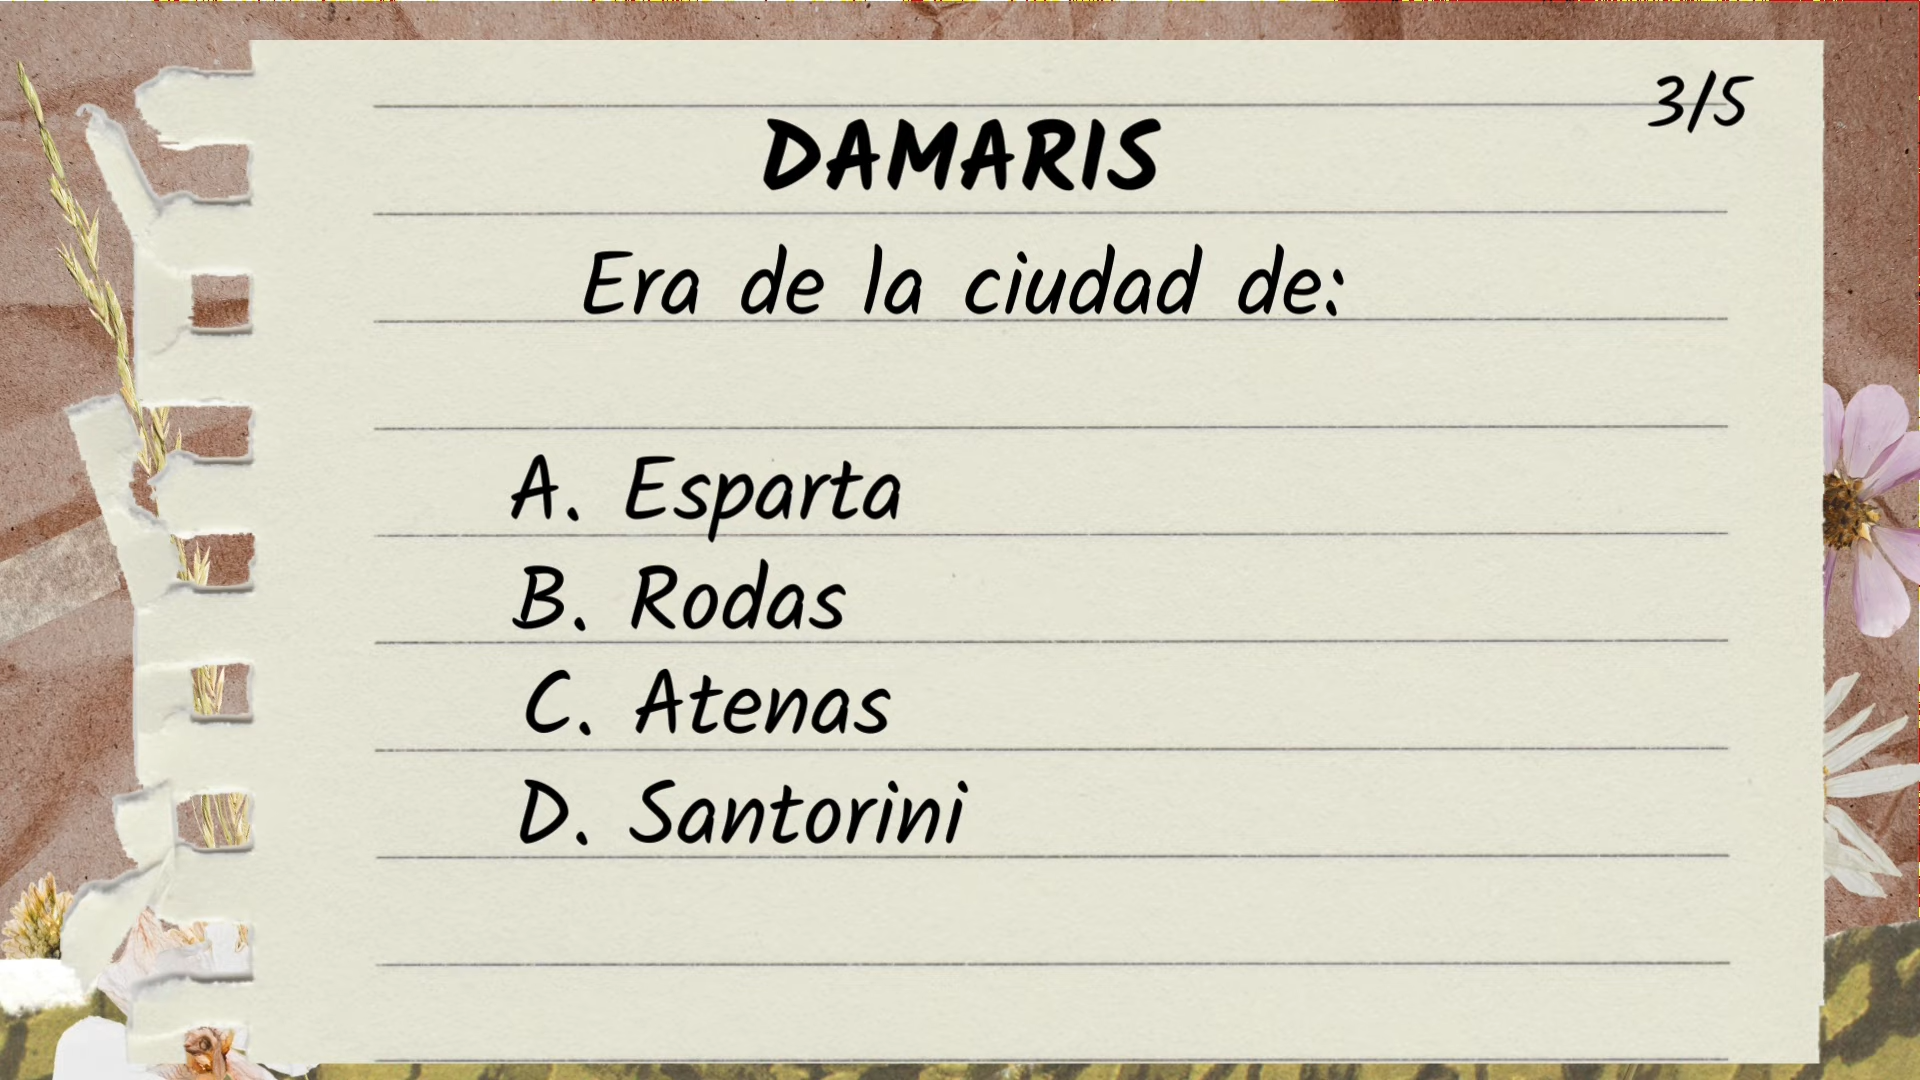 3/5
DAMARIS
Era de la ciudad de:
A. Esparta
B. Rodas
C. Atenas
D. Santorini